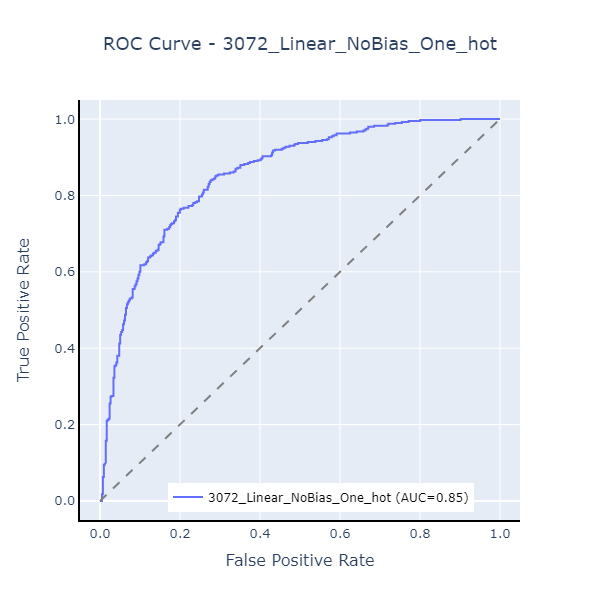 ROC Curve - 3072_Linear_NoBias_One_hot
True Positive Rate
1.0
0.8
0.6
0.4
0.2
0.0
3072_Linear_NoBias_One_hot (AUC=0.85)
0.0 0.2 0.4 0.6 0.8 1.0
False Positive Rate